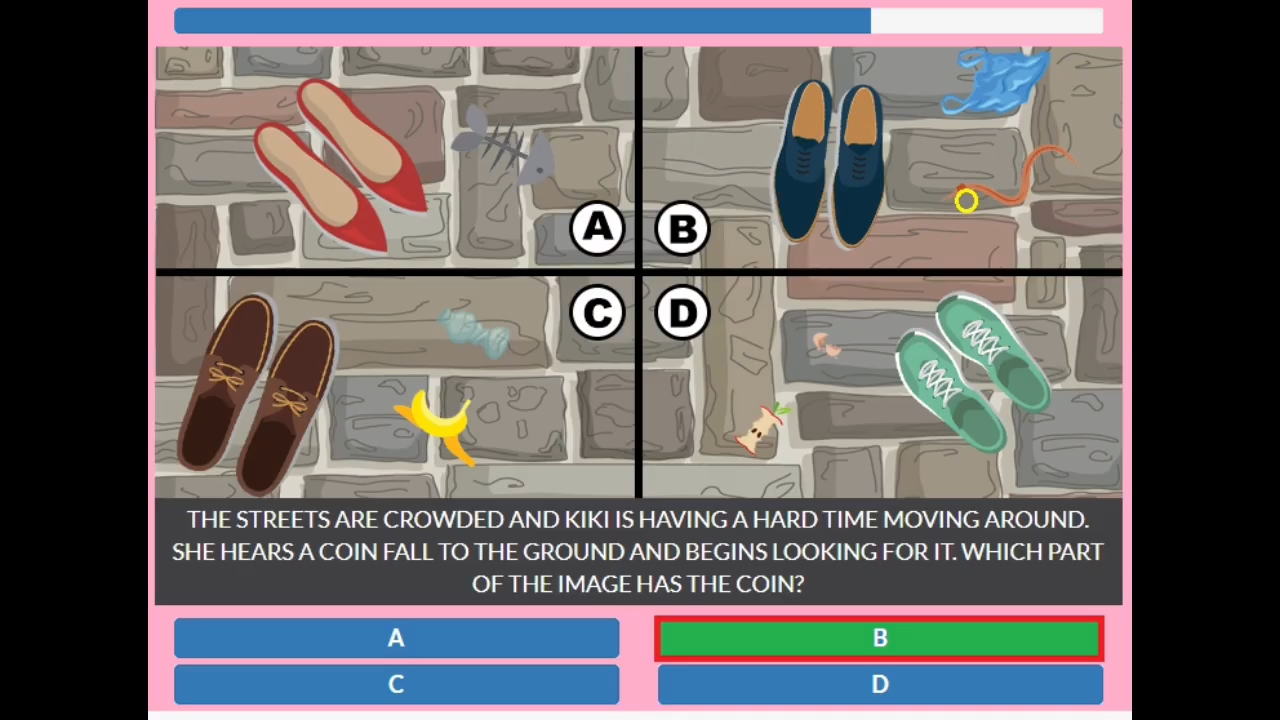 A
B
C
D
THE STREETS ARE CROWDED AND KIKI IS HAVING A HARD TIME MOVING AROUND.
SHE HEARS A COIN FALL TO THE GROUND AND BEGINS LOOKING FOR IT. WHICH PART
OF THE IMAGE HAS THE COIN?
A
B
C
D